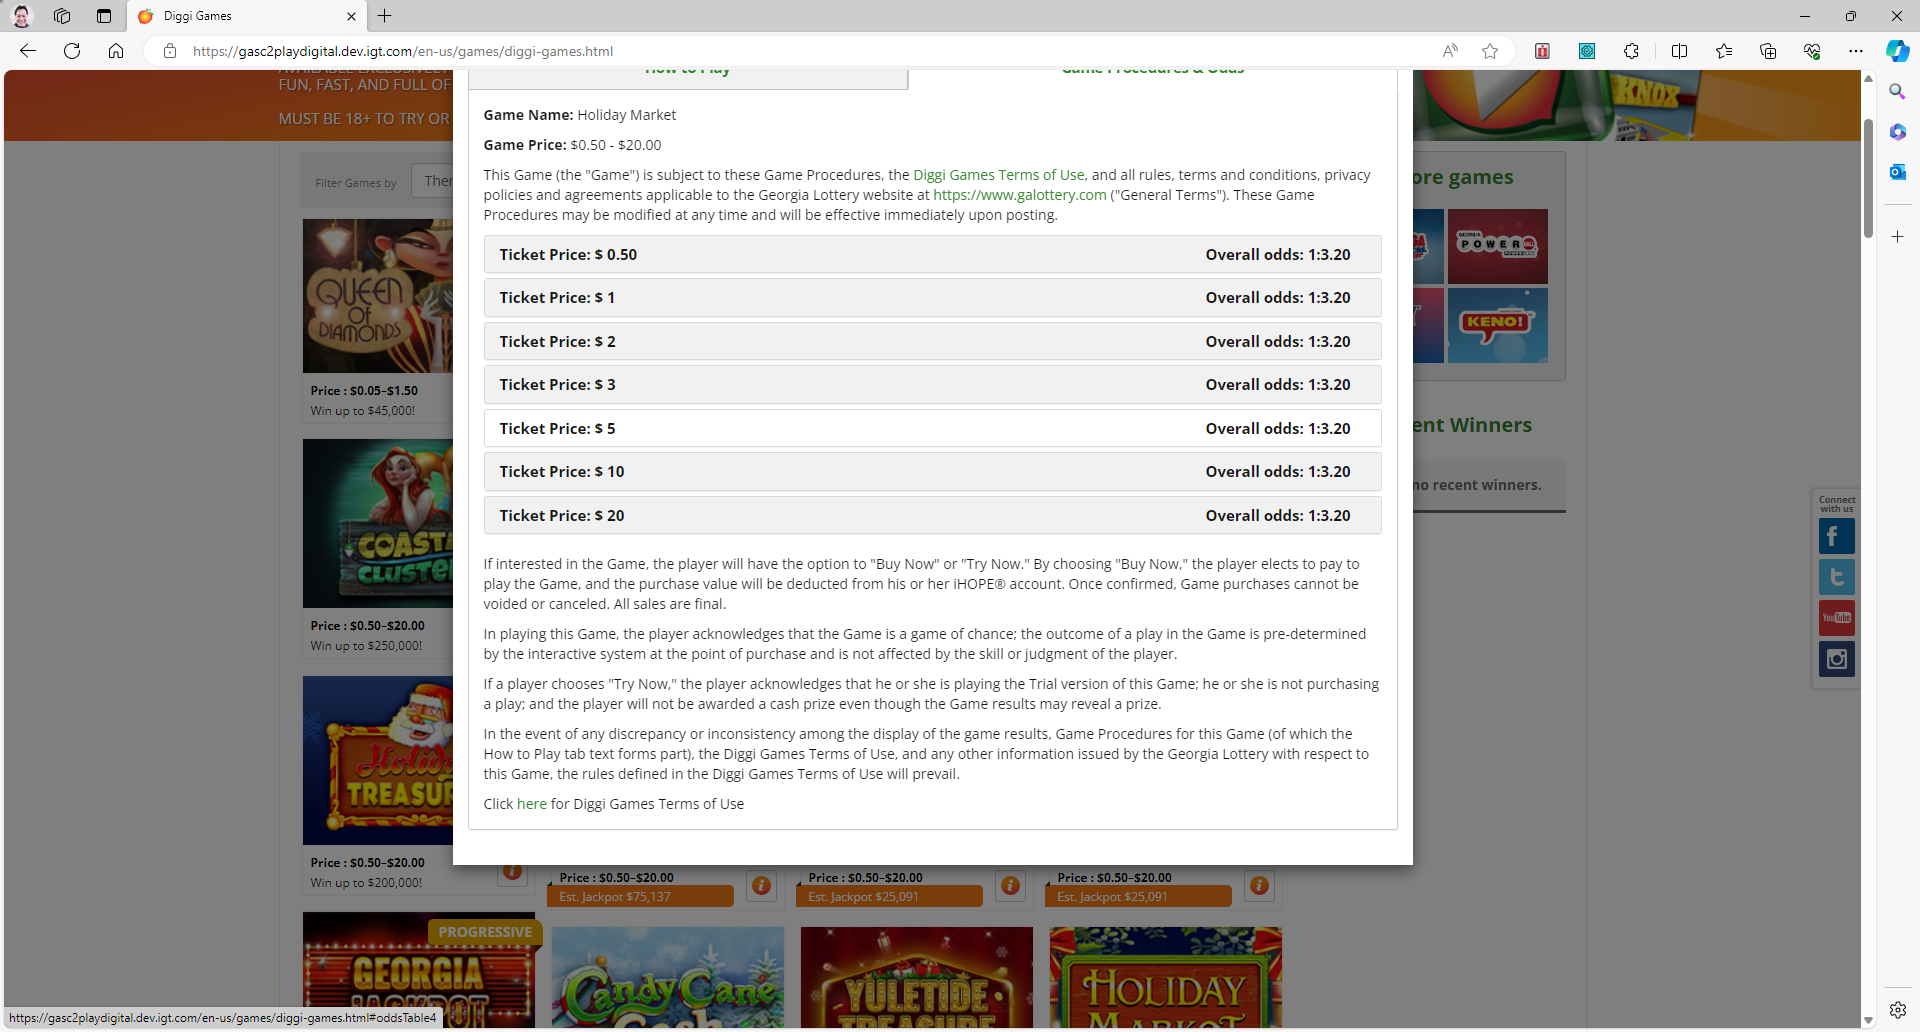 Diggi Games
https://gasc2playdigital.dev.igt.com/en-us/games/diggi-games.html
How to Play
Game Procedures & Odds
FUN, FAST, AND FULL OF
MUST BE 18+ TO TRY OR
Filter Games by
QUEEN
OF
DIAMONDS
Price : $0.05–$1.50
Win up to $45,000!
COASTA
CLUSTE
Price : $0.50–$20.00
Win up to $250,000!
Holida
TREASU
Price : $0.50–$20.00
Win up to $200,000!
Game Name: Holiday Market
Game Price: $0.50 - $20.00
This Game (the "Game") is subject to these Game Procedures, the Diggi Games Terms of Use, and all rules, terms and conditions, privacy
policies and agreements applicable to the Georgia Lottery website at https://www.galottery.com ("General Terms"). These Game
Procedures may be modified at any time and will be effective immediately upon posting.
Ticket Price: $ 0.50 Overall odds: 1:3.20
Ticket Price: $ 1 Overall odds: 1:3.20
Ticket Price: $ 2 Overall odds: 1:3.20
Ticket Price: $ 3 Overall odds: 1:3.20
Ticket Price: $ 5 Overall odds: 1:3.20
Ticket Price: $ 10 Overall odds: 1:3.20
Ticket Price: $ 20 Overall odds: 1:3.20
If interested in the Game, the player will have the option to "Buy Now" or "Try Now." By choosing "Buy Now," the player elects to pay to
play the Game, and the purchase value will be deducted from his or her iHOPE® account. Once confirmed, Game purchases cannot be
voided or canceled. All sales are final.
In playing this Game, the player acknowledges that the Game is a game of chance; the outcome of a play in the Game is pre-determined
by the interactive system at the point of purchase and is not affected by the skill or judgment of the player.
If a player chooses "Try Now," the player acknowledges that he or she is playing the Trial version of this Game; he or she is not purchasing
a play; and the player will not be awarded a cash prize even though the Game results may reveal a prize.
In the event of any discrepancy or inconsistency among the display of the game results, Game Procedures for this Game (of which the
How to Play tab text forms part), the Diggi Games Terms of Use, and any other information issued by the Georgia Lottery with respect to
this Game, the rules defined in the Diggi Games Terms of Use will prevail.
Click here for Diggi Games Terms of Use
KNOX
ore games
GEORGIA
POWERBALL
KENO!
ent Winners
no recent winners.
Connect
with us
YouTube
Price : $0.50–$20.00
Est. Jackpot $75,137
Price : $0.50–$20.00
Est. Jackpot $25,091
Price : $0.50–$20.00
Est. Jackpot $25,091
PROGRESSIVE
GEORGIA
JACKPOT
Candy Cane
Cash
YULETIDE
TREASURE
HOLIDAY
MARKET
https://gasc2playdigital.dev.igt.com/en-us/games/diggi-games.html#oddsTable4